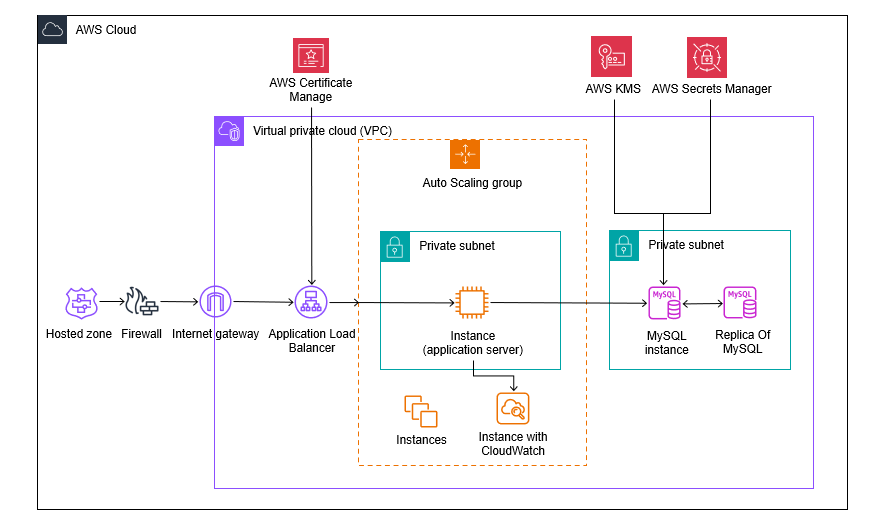 AWS Cloud
AWS Certificate
Manage
AWS KMS
AWS Secrets Manager
Virtual private cloud (VPC)
Auto Scaling group
Private subnet
Private subnet
MySQL
MySQL
Hosted zone
Firewall
Internet gateway
Application Load
Balancer
Instance
(application server)
MySQL
instance
Replica Of
MySQL
Instances
Instance with
CloudWatch